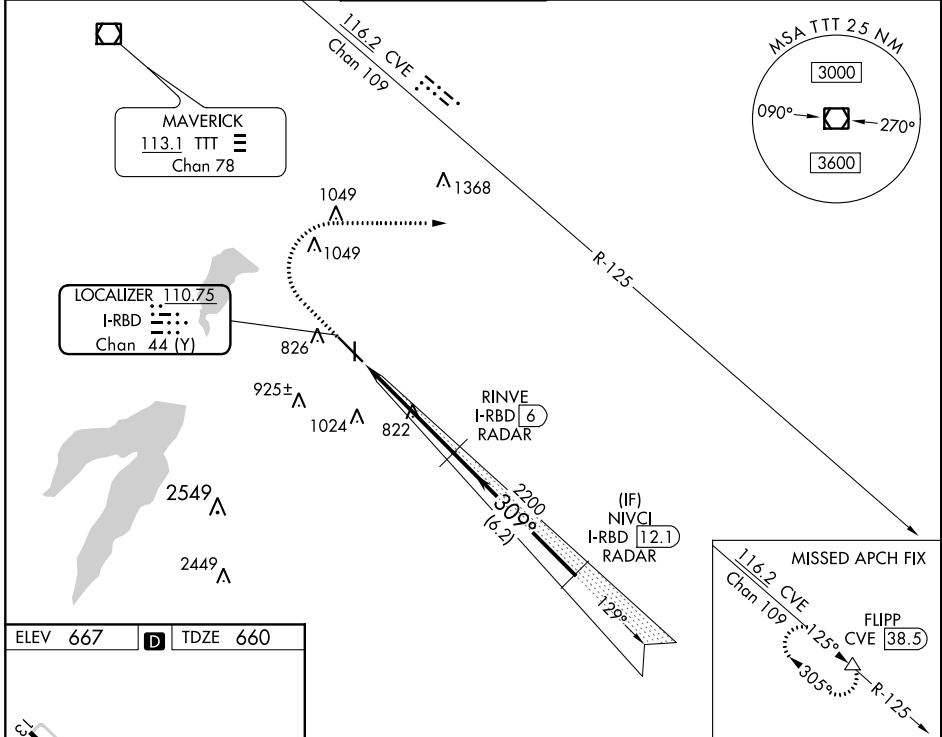 116.2 CVE
Chan 109
MSA TTT 25 NM
3000
090°
270°
3600
MAVERICK
113.1 TTT
Chan 78
1368
1049
1049
R-125
LOCALIZER 110.75
I-RBD
Chan 44 (Y)
826
925±
1024
822
RINVE
I-RBD 6
RADAR
2200
309°
(6.2)
(IF)
NIVCI
I-RBD 12.1
RADAR
129°
2549
2449
MISSED APCH FIX
116.2 CVE
Chan 109
FLIPP
CVE 38.5
125°
305°
R-125
ELEV 667
D
TDZE 660
13